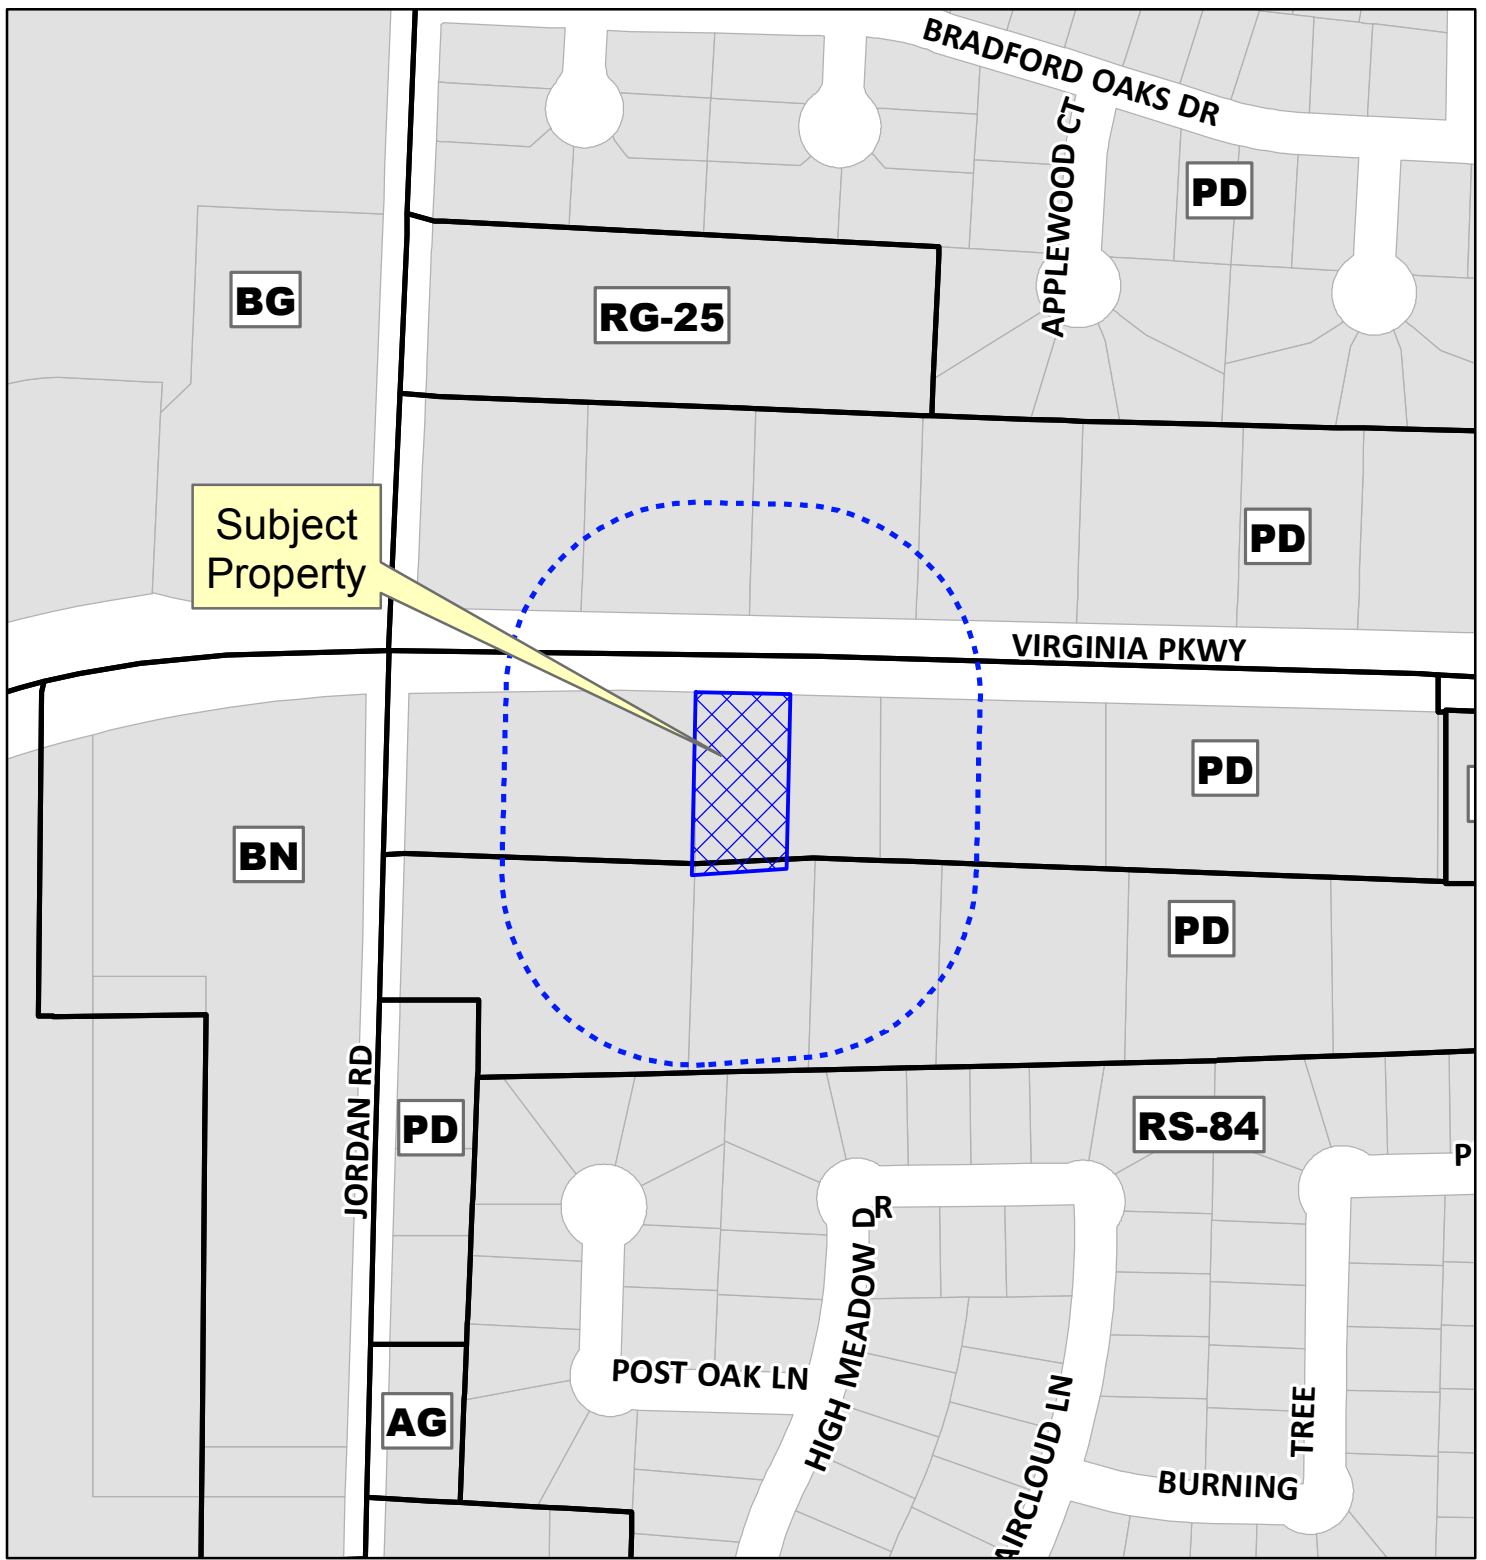 BRADFORD OAKS DR
APPLEWOOD CT
PD
BG
RG-25
Subject
Property
PD
VIRGINIA PKWY
PD
BN
PD
JORDAN RD
PD
RS-84
P
HIGH MEADOW DR
POST OAK LN
AG
AIRCLOUD LN
TREE
BURNING